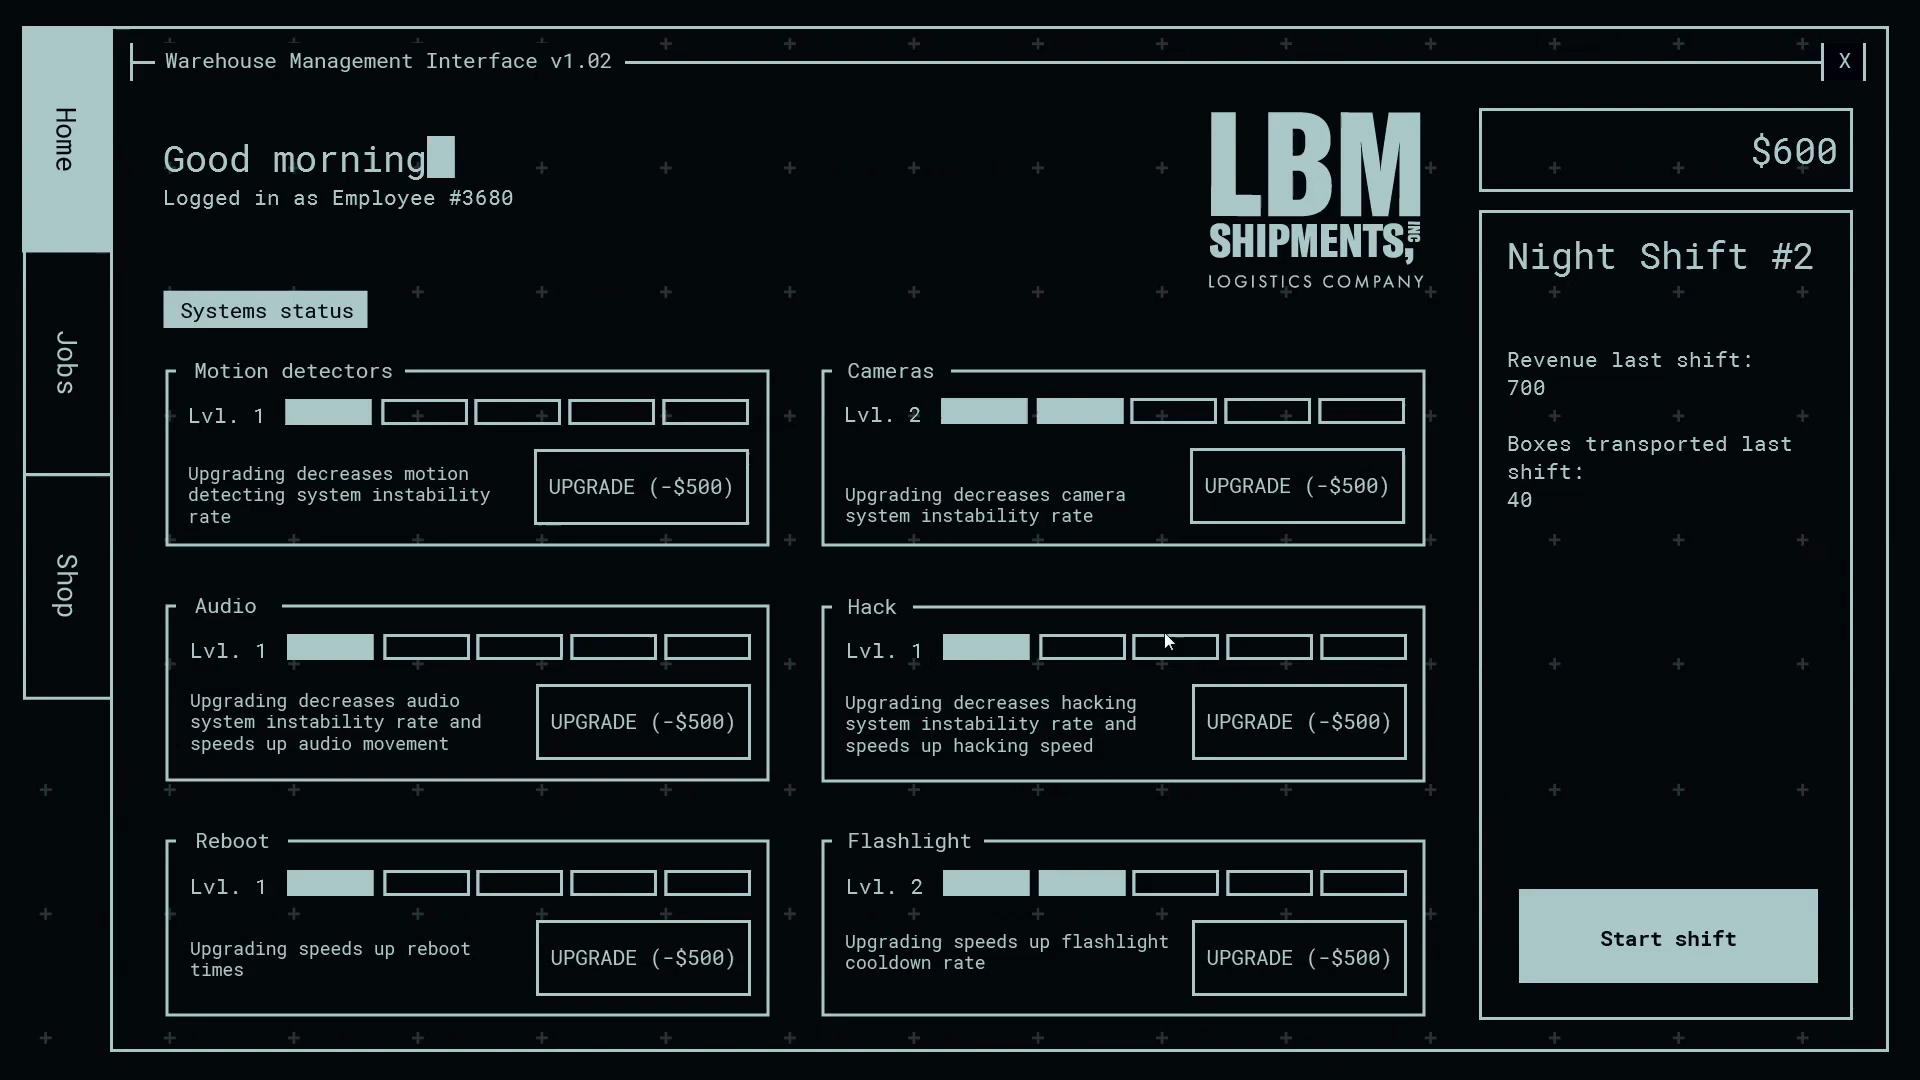 Warehouse Management Interface v1.02
X
Home
Jobs
Shop
Good morning
Logged in as Employee #3680
LBM
SHIPMENTS, INC
LOGISTICS COMPANY
$600
Systems status
Motion detectors
Lvl. 1
Upgrading decreases motion
detecting system instability
rate
UPGRADE (-$500)
Cameras
Lvl. 2
Upgrading decreases camera
system instability rate
UPGRADE (-$500)
Audio
Lvl. 1
Upgrading decreases audio
system instability rate and
speeds up audio movement
UPGRADE (-$500)
Hack
Lvl. 1
Upgrading decreases hacking
system instability rate and
speeds up hacking speed
UPGRADE (-$500)
Reboot
Lvl. 1
Upgrading speeds up reboot
times
UPGRADE (-$500)
Flashlight
Lvl. 2
Upgrading speeds up flashlight
cooldown rate
UPGRADE (-$500)
Night Shift #2
Revenue last shift:
700
Boxes transported last
shift:
40
Start shift